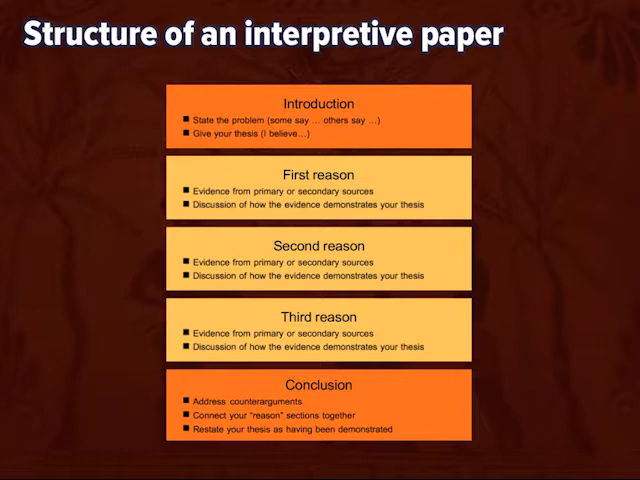 Structure of an interpretive paper
Introduction
■ State the problem (some say … others say …)
■ Give your thesis (I believe…)
First reason
■ Evidence from primary or secondary sources
■ Discussion of how the evidence demonstrates your thesis
Second reason
■ Evidence from primary or secondary sources
■ Discussion of how the evidence demonstrates your thesis
Third reason
■ Evidence from primary or secondary sources
■ Discussion of how the evidence demonstrates your thesis
Conclusion
■ Address counterarguments
■ Connect your "reason" sections together
■ Restate your thesis as having been demonstrated